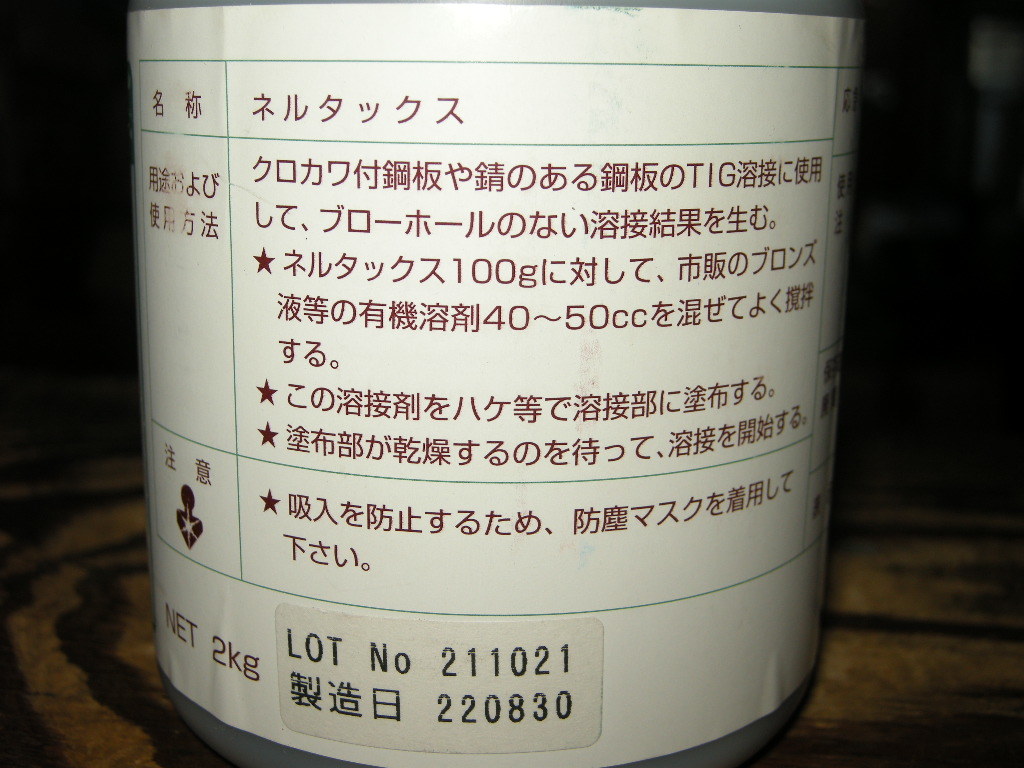 名称
ネルタックス
用途および
使用方法
クロカワ付鋼板や錆のある鋼板のTIG溶接に使用
して、ブローホールのない溶接結果を生む。
★ネルタックス100gに対して、市販のブロンズ
液等の有機溶剤40〜50ccを混ぜてよく撹拌
する。
★この溶接剤をハケ等で溶接部に塗布する。
★塗布部が乾燥するのを待って、溶接を開始する。
注意
★吸入を防止するため、防塵マスクを着用して
下さい。
NET 2kg
LOT No 211021
製造日 220830